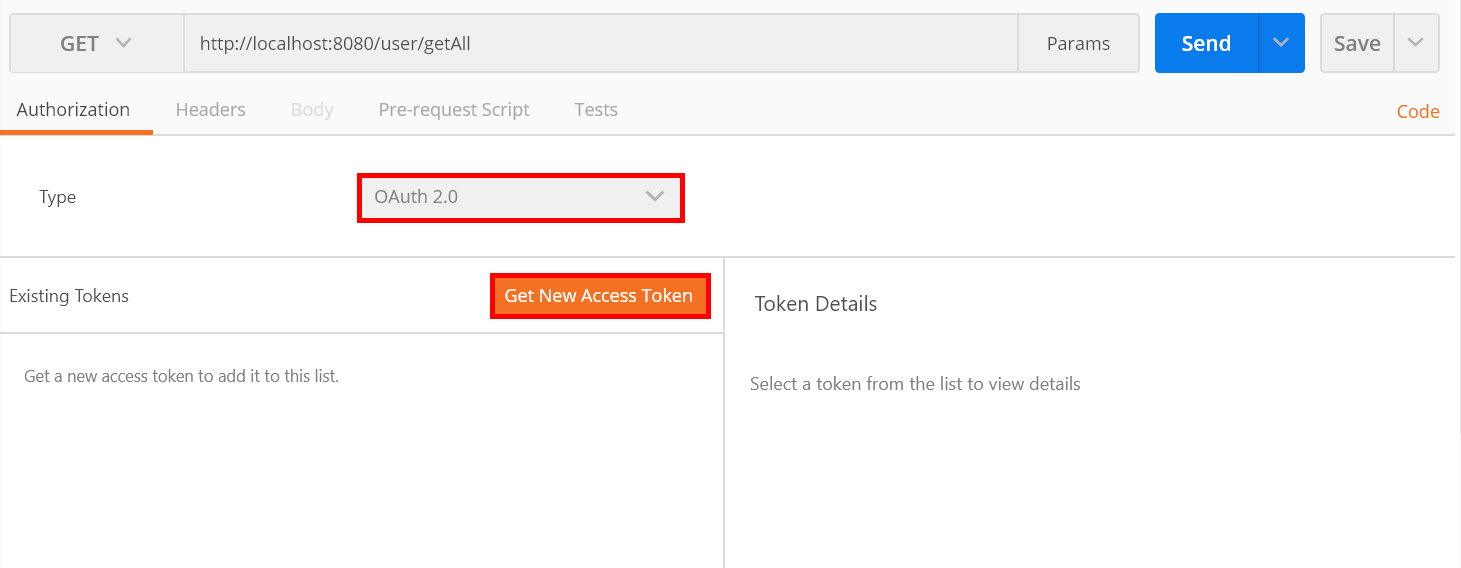 GET http://localhost:8080/user/getAll Params Send Save
Authorization Headers Body Pre-request Script Tests Code
Type OAuth 2.0
Existing Tokens Get New Access Token
Token Details
Get a new access token to add it to this list.
Select a token from the list to view details